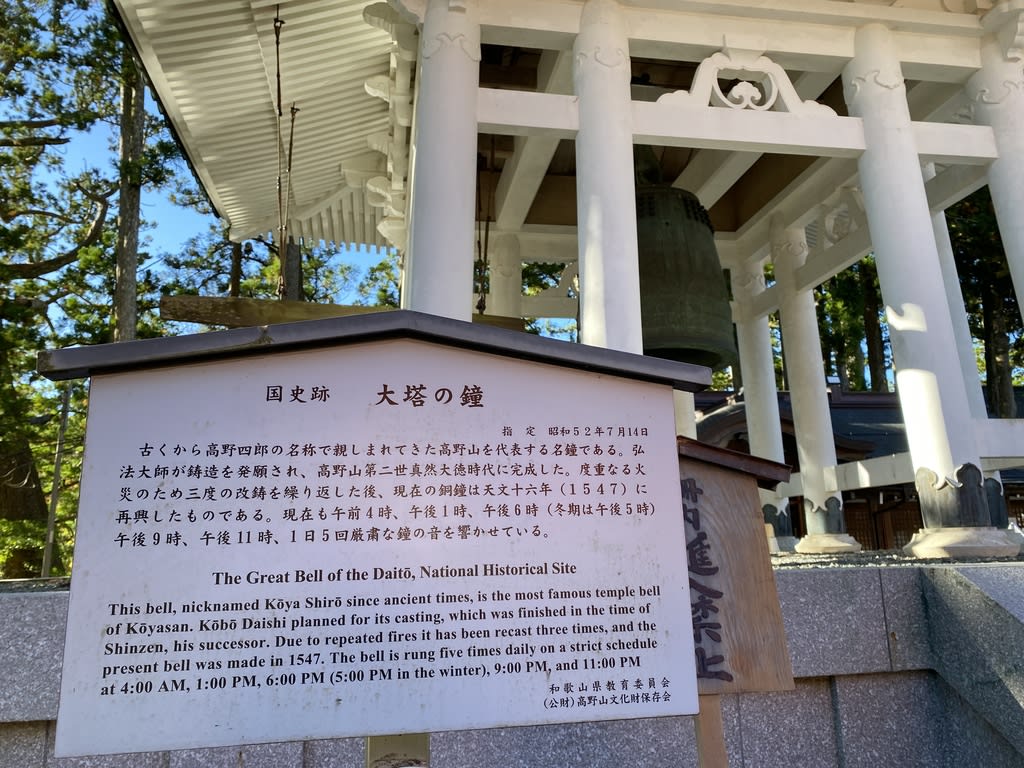 国史跡 大塔の鐘
指定 昭和52年7月14日
古くから高野四郎の名称で親しまれてきた高野山を代表する名鐘である。弘
法大師が鋳造を発願され、高野山第二世真然大徳時代に完成した。度重なる火
災のため三度の改鋳を繰り返した後、現在の銅鐘は天文十六年（1547）に
再興したものである。現在も午前4時、午後1時、午後6時（冬期は午後5時）
午後9時、午後11時、1日5回厳粛な鐘の音を響かせている。
The Great Bell of the Daitō, National Historical Site
This bell, nicknamed Kōya Shirō since ancient times, is the most famous temple bell
of Kōyasan. Kōbō Daishi planned for its casting, which was finished in the time of
Shinzen, his successor. Due to repeated fires it has been recast three times, and the
present bell was made in 1547. The bell is rung five times daily on a strict schedule
at 4:00 AM, 1:00 PM, 6:00 PM (5:00 PM in the winter), 9:00 PM, and 11:00 PM
和歌山県教育委員会
(公財)高野山文化財保存会
進入禁止